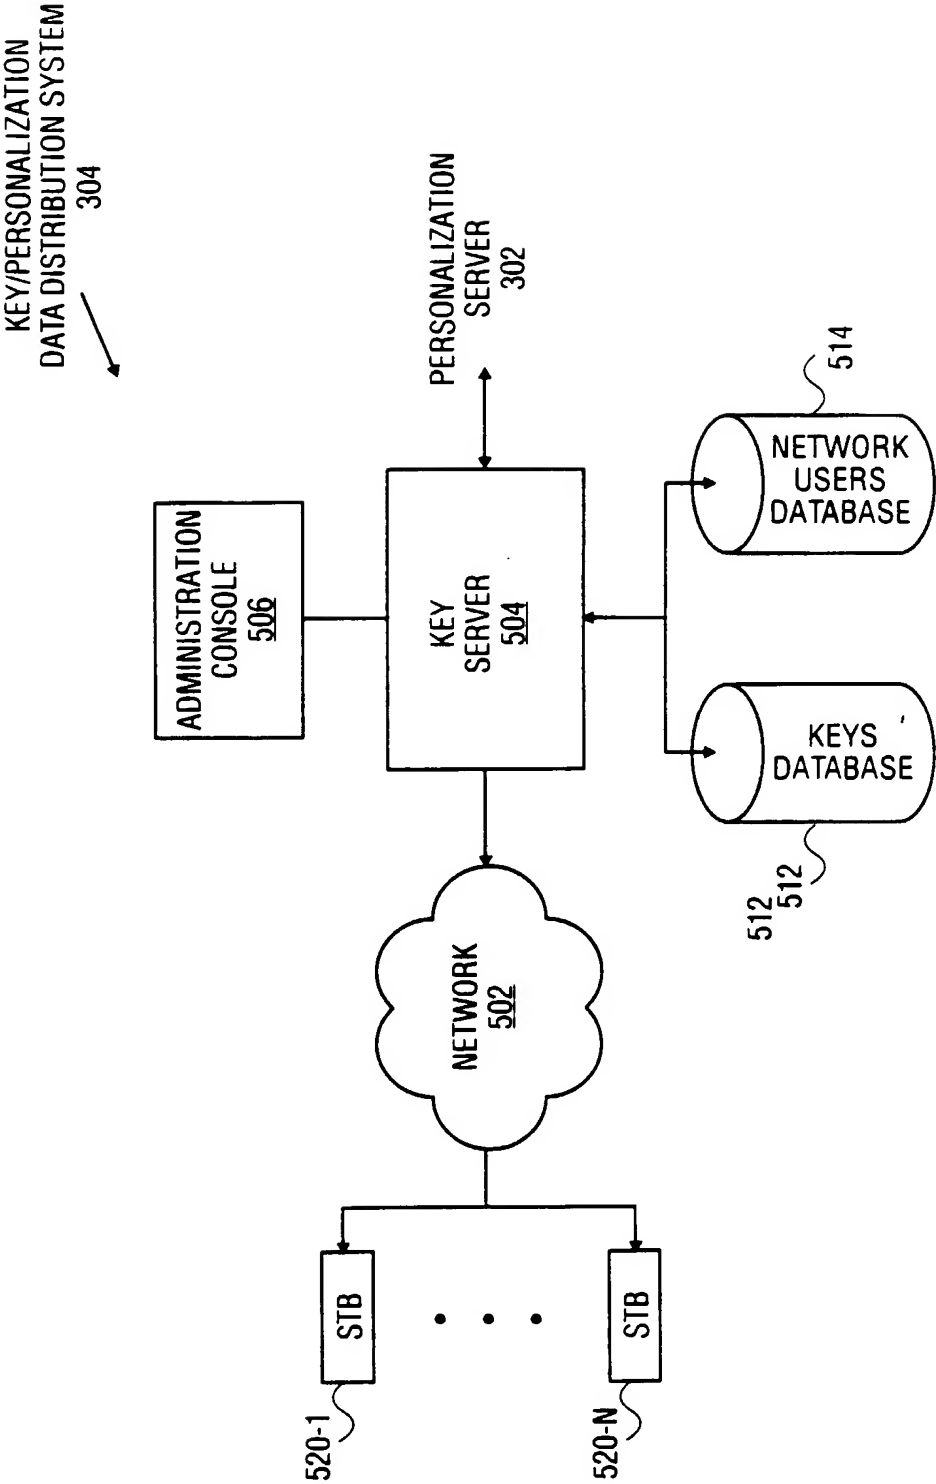 KEY/PERSONALIZATION
DATA DISTRIBUTION SYSTEM
304
ADMINISTRATION
CONSOLE
506
PERSONALIZATION
SERVER
302
KEY
SERVER
504
NETWORK
USERS
DATABASE
514
KEYS
DATABASE
512
512
NETWORK
502
STB
520-1
STB
520-N